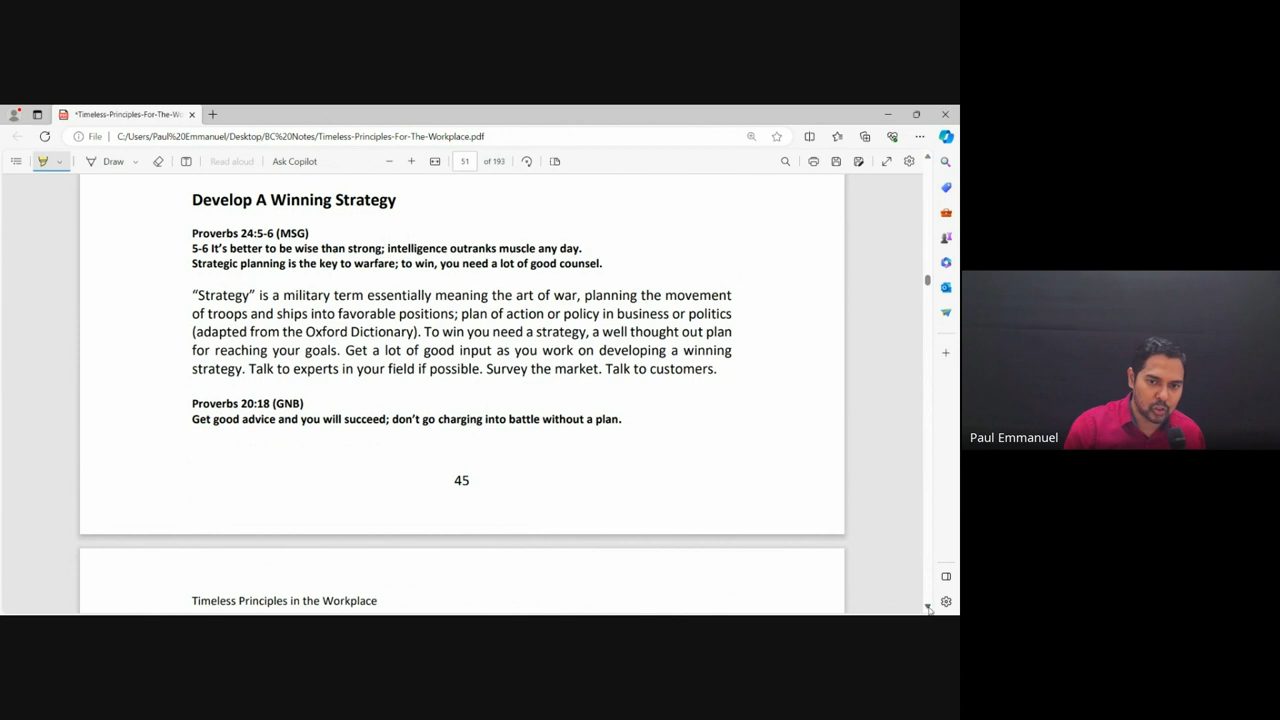 *Timeless-Principles-For-The-Wo
File
C:/Users/Paul%20Emmanuel/Desktop/BC%20Notes/Timeless-Principles-For-The-Workplace.pdf
Draw
Read aloud
Ask Copilot
51
of 193
Develop A Winning Strategy
Proverbs 24:5-6 (MSG)
5-6 It’s better to be wise than strong; intelligence outranks muscle any day.
Strategic planning is the key to warfare; to win, you need a lot of good counsel.
“Strategy” is a military term essentially meaning the art of war, planning the movement
of troops and ships into favorable positions; plan of action or policy in business or politics
(adapted from the Oxford Dictionary). To win you need a strategy, a well thought out plan
for reaching your goals. Get a lot of good input as you work on developing a winning
strategy. Talk to experts in your field if possible. Survey the market. Talk to customers.
Proverbs 20:18 (GNB)
Get good advice and you will succeed; don’t go charging into battle without a plan.
45
Timeless Principles in the Workplace
Paul Emmanuel